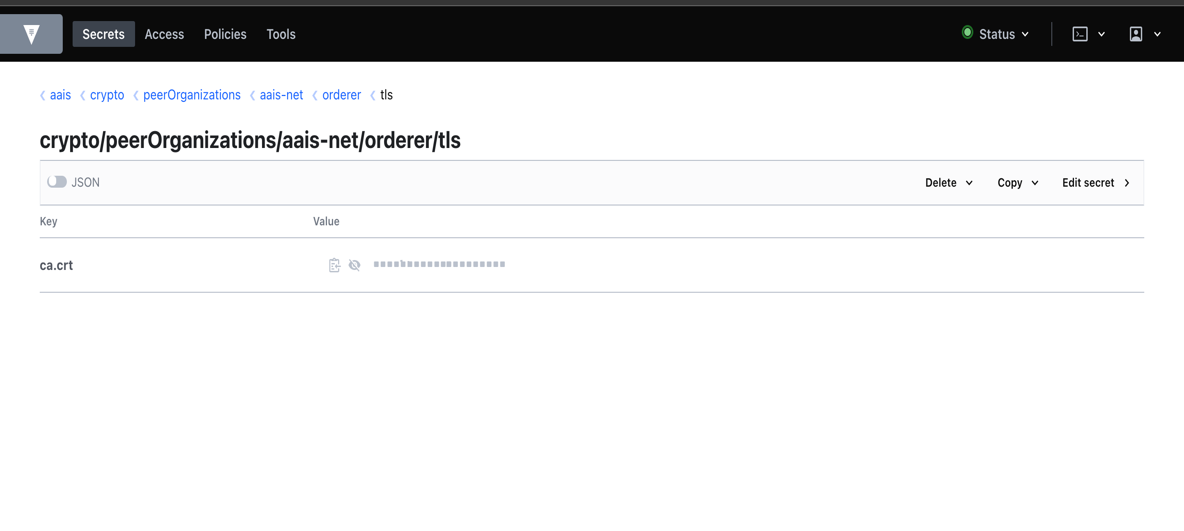 Secrets Access Policies Tools Status
aais crypto peerOrganizations aais-net orderer tls
crypto/peerOrganizations/aais-net/orderer/tls
JSON Delete Copy Edit secret
Key Value
ca.crt